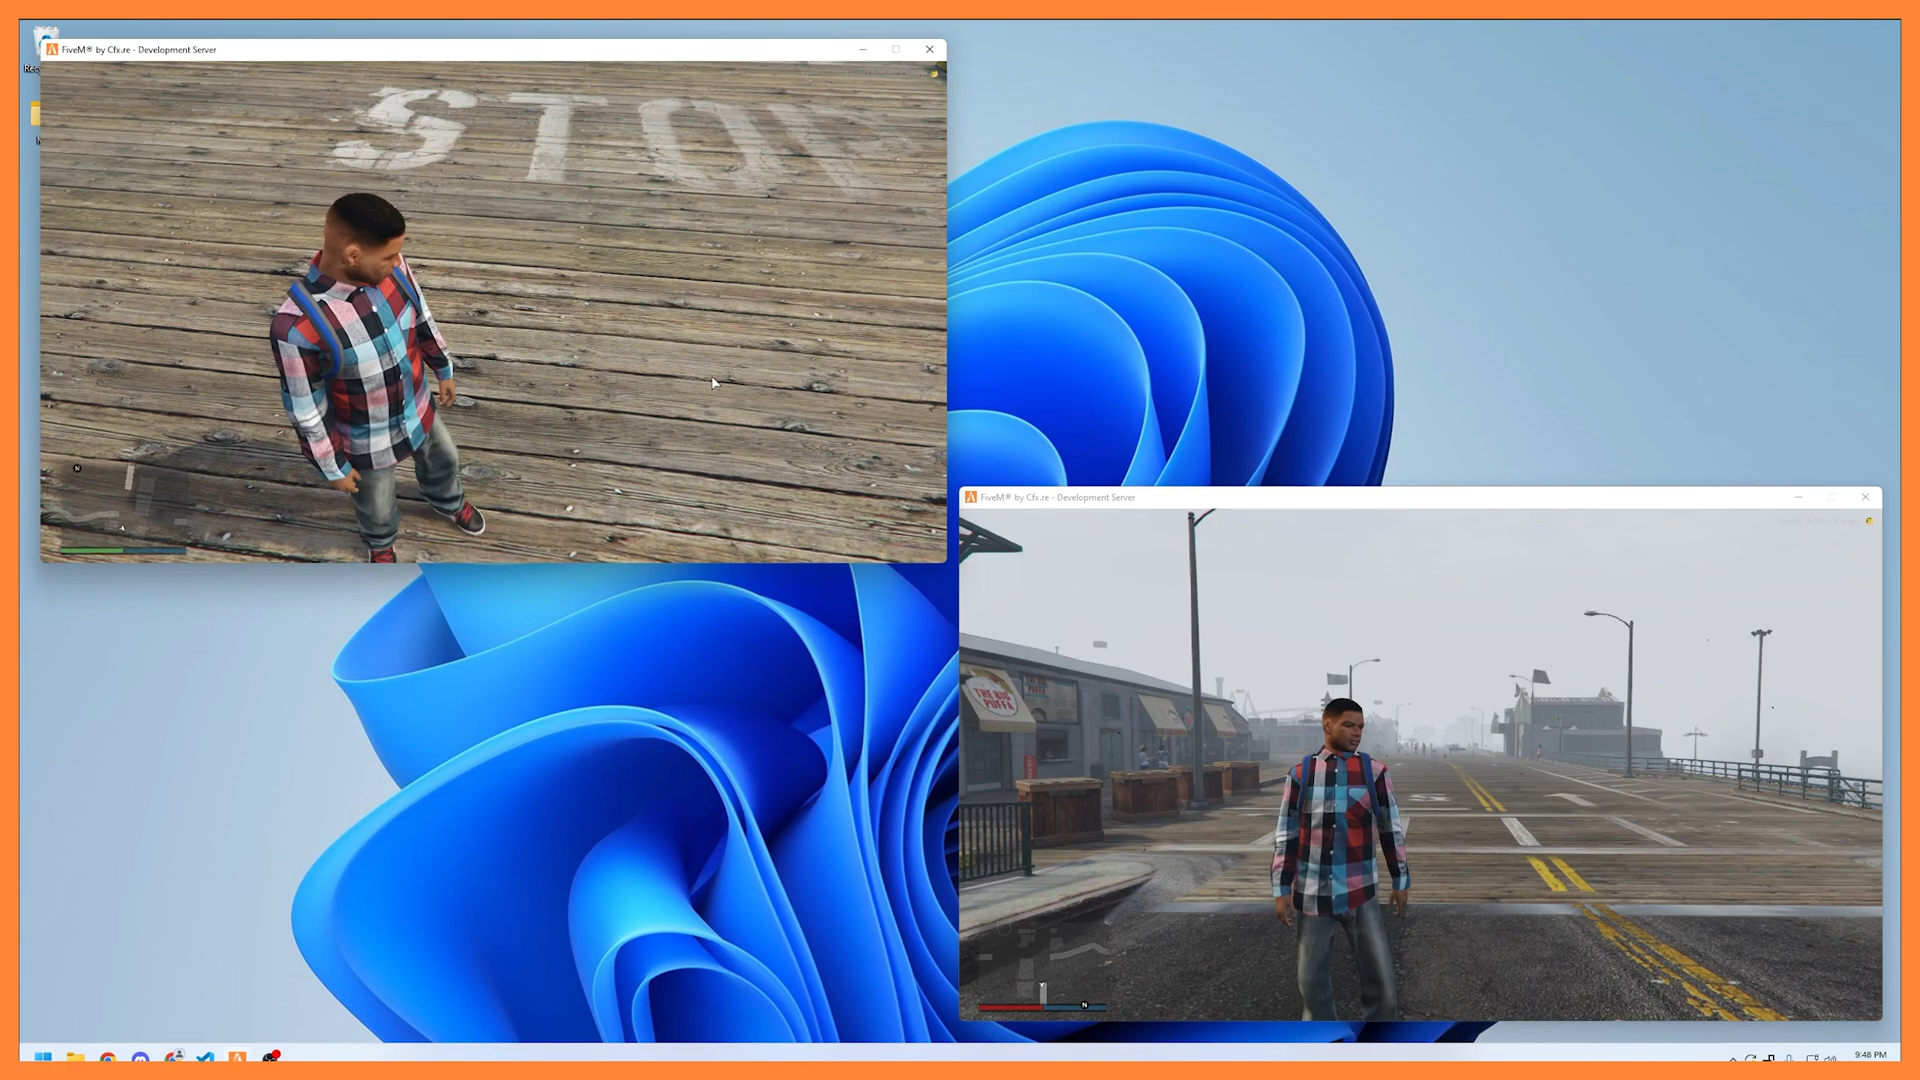 FiveM® by Cfx.re - Development Server
STOP
N
FiveM® by Cfx.re - Development Server
THE BIG
PUFFA
N
9:48 PM